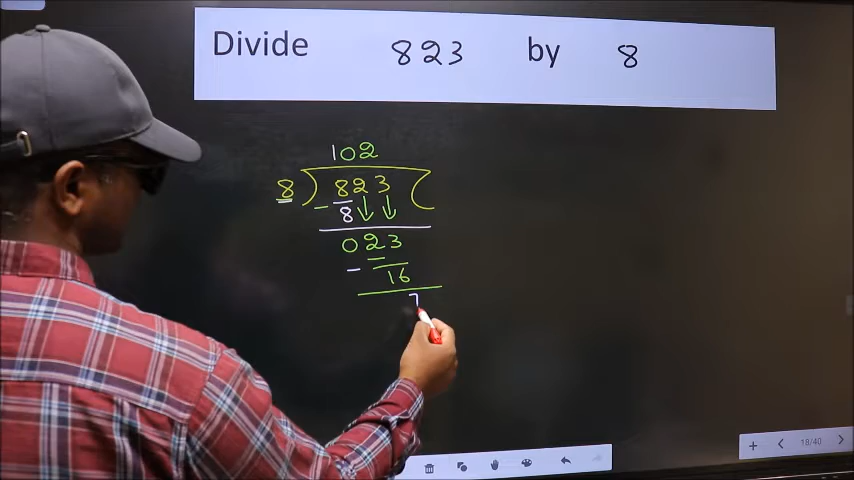 Divide 823 by 8
102
8 ) 823 (
- 8 ↓ ↓
023
- 16
7
18/40